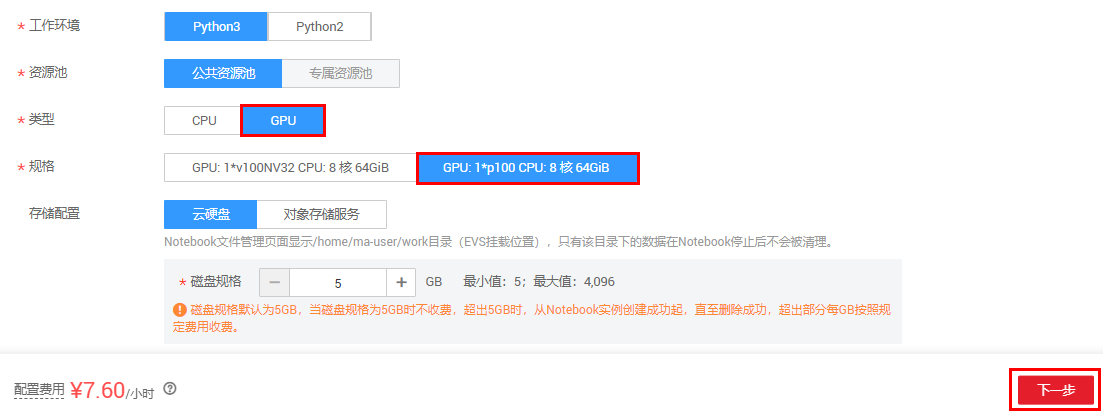 * 工作环境 Python3 Python2
* 资源池 公共资源池 专属资源池
* 类型 CPU GPU
* 规格 GPU: 1*v100NV32 CPU: 8 核 64GiB GPU: 1*p100 CPU: 8 核 64GiB
存储配置 云硬盘 对象存储服务
Notebook文件管理页面显示/home/ma-user/work目录（EVS挂载位置），只有该目录下的数据在Notebook停止后不会被清理。
* 磁盘规格 − 5 + GB 最小值：5；最大值：4,096
! 磁盘规格默认为5GB，当磁盘规格为5GB时不收费，超出5GB时，从Notebook实例创建成功起，直至删除成功，超出部分每GB按照规
定费用收费。
配置费用 ¥7.60/小时 ? 下一步